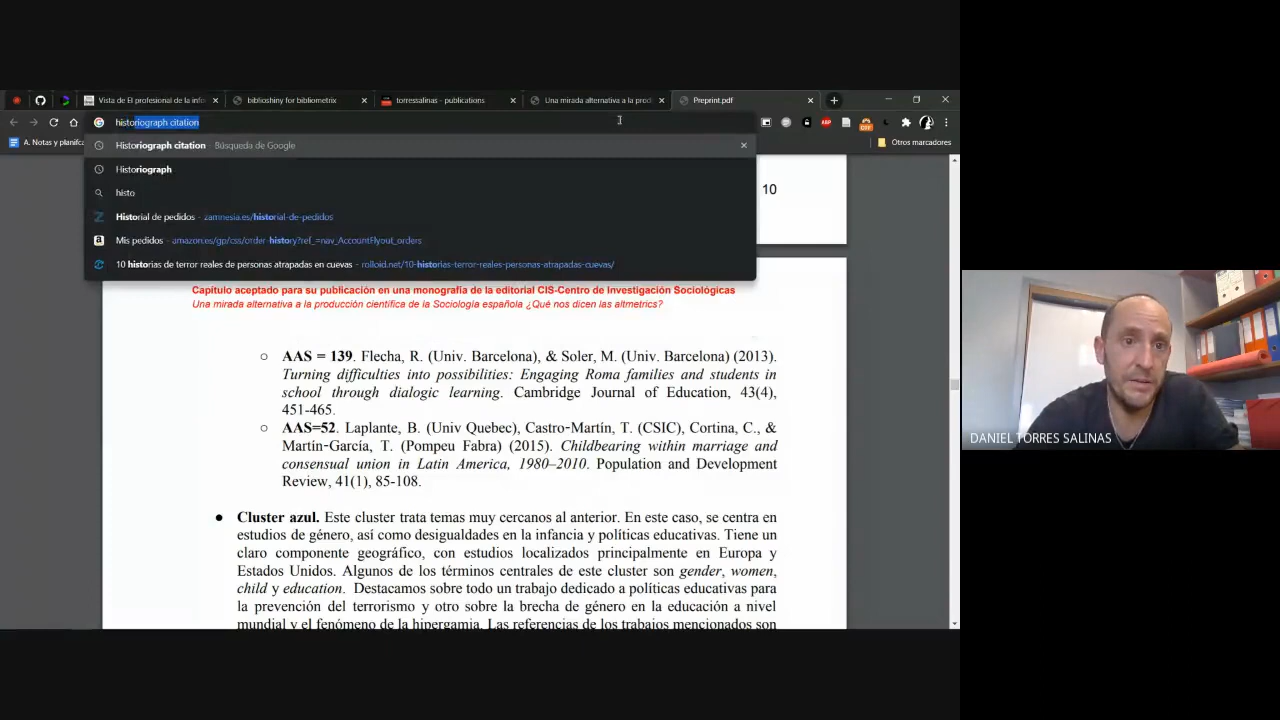 Vista de El profesional de la info
biblioshiny for bibliometrix
torressalinas - publications
Una mirada alternativa a la prod
Preprint.pdf
historiograph citation
A. Notas y planifca
Otros marcadores
Historiograph citation - Búsqueda de Google
Historiograph
histo
Historial de pedidos - zamnesia.es/historial-de-pedidos
Mis pedidos - amazon.es/gp/css/order-history?ref_=nav_AccountFlyout_orders
10 historias de terror reales de personas atrapadas en cuevas - rolloid.net/10-historias-terror-reales-personas-atrapadas-cuevas/
10
Capítulo aceptado para su publicación en una monografía de la editorial CIS-Centro de Investigación Sociológicas
Una mirada alternativa a la producción científica de la Sociología española ¿Qué nos dicen las altmetrics?
○ AAS = 139. Flecha, R. (Univ. Barcelona), & Soler, M. (Univ. Barcelona) (2013).
Turning difficulties into possibilities: Engaging Roma families and students in
school through dialogic learning. Cambridge Journal of Education, 43(4),
451-465.
○ AAS=52. Laplante, B. (Univ Quebec), Castro-Martín, T. (CSIC), Cortina, C., &
Martín-García, T. (Pompeu Fabra) (2015). Childbearing within marriage and
consensual union in Latin America, 1980–2010. Population and Development
Review, 41(1), 85-108.
● Cluster azul. Este cluster trata temas muy cercanos al anterior. En este caso, se centra en
estudios de género, así como desigualdades en la infancia y políticas educativas. Tiene un
claro componente geográfico, con estudios localizados principalmente en Europa y
Estados Unidos. Algunos de los términos centrales de este cluster son gender, women,
child y education. Destacamos sobre todo un trabajo dedicado a políticas educativas para
la prevención del terrorismo y otro sobre la brecha de género en la educación a nivel
mundial y el fenómeno de la hipergamia. Las referencias de los trabajos mencionados son
DANIEL TORRES SALINAS